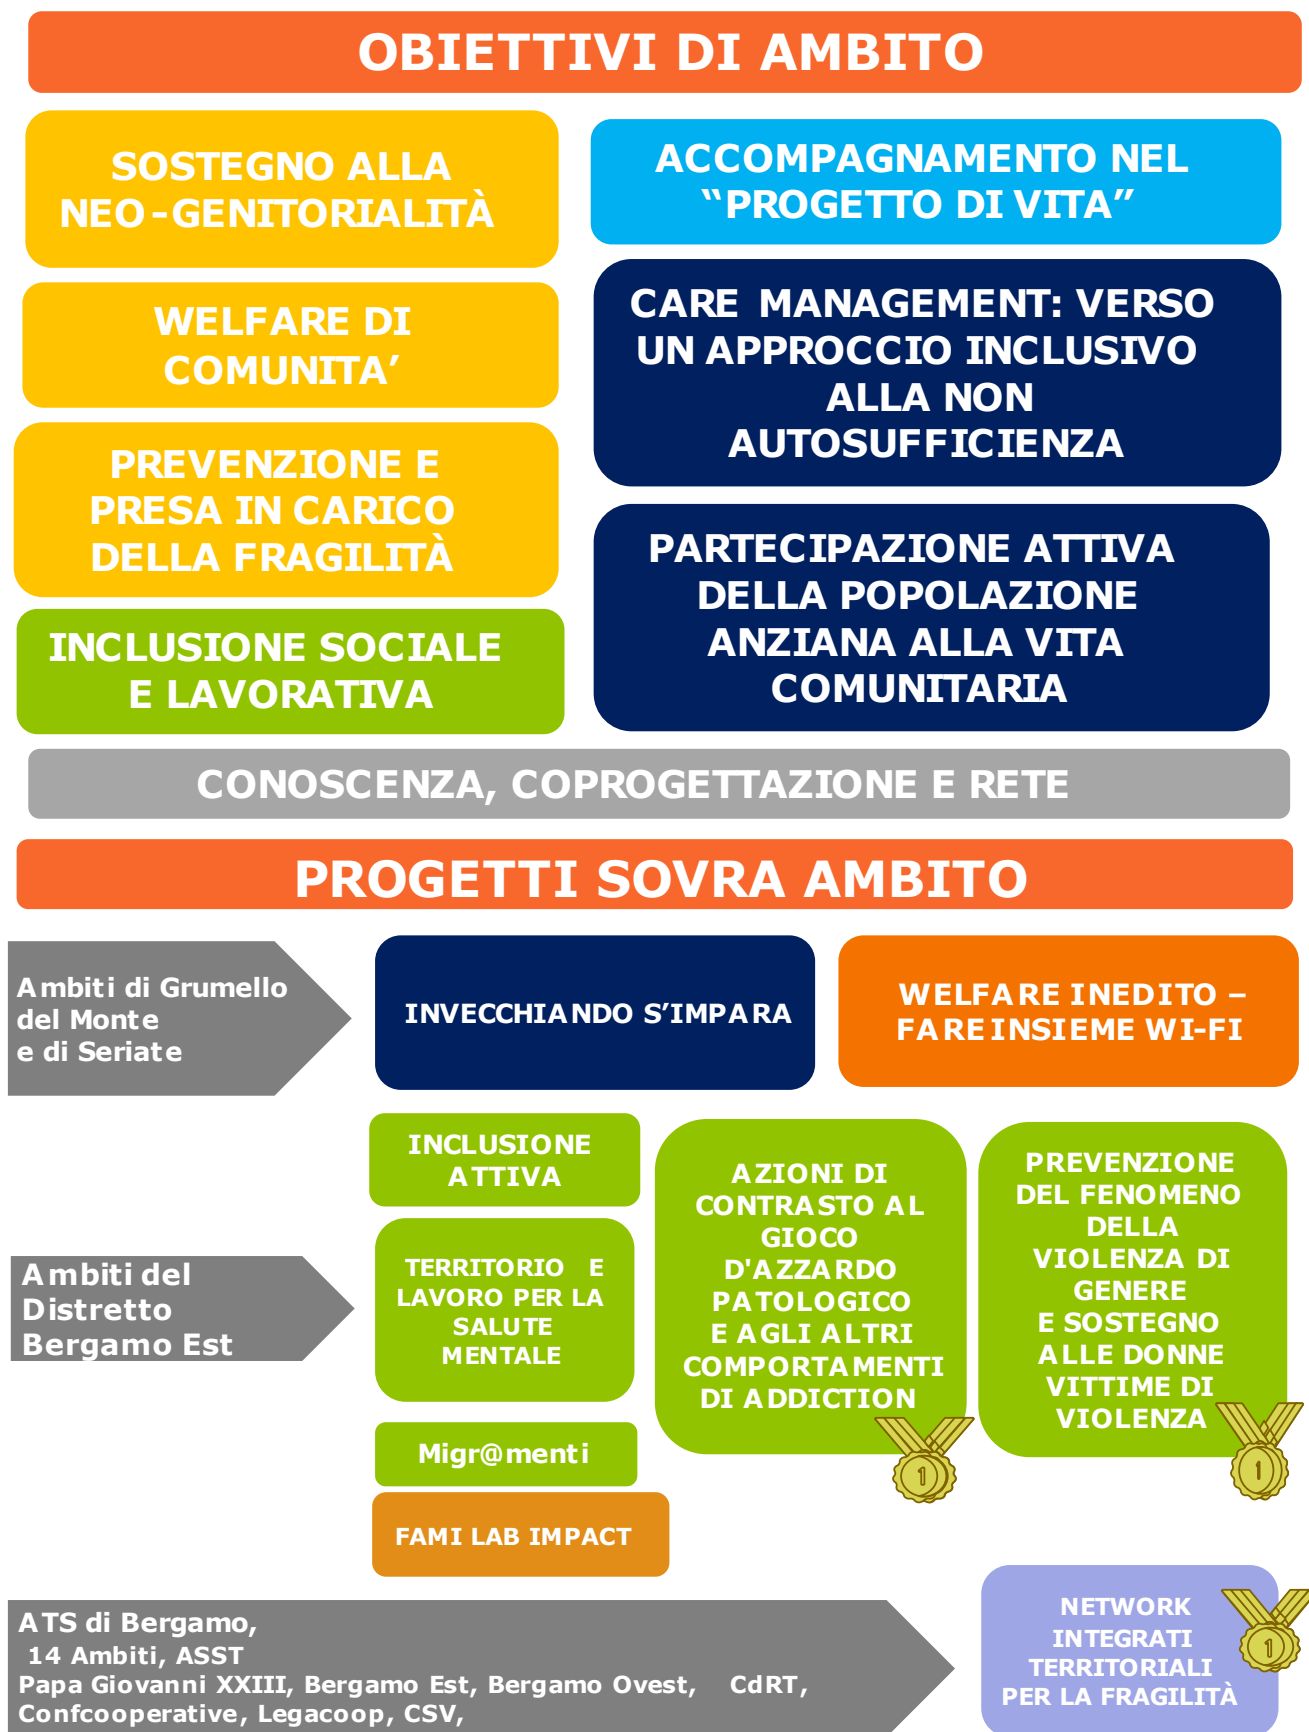 OBIETTIVI DI AMBITO
SOSTEGNO ALLA
NEO-GENITORIALITÀ
WELFARE DI
COMUNITA’
PREVENZIONE E
PRESA IN CARICO
DELLA FRAGILITÀ
INCLUSIONE SOCIALE
E LAVORATIVA
ACCOMPAGNAMENTO NEL
“PROGETTO DI VITA”
CARE MANAGEMENT: VERSO
UN APPROCCIO INCLUSIVO
ALLA NON
AUTOSUFFICIENZA
PARTECIPAZIONE ATTIVA
DELLA POPOLAZIONE
ANZIANA ALLA VITA
COMUNITARIA
CONOSCENZA, COPROGETTAZIONE E RETE
PROGETTI SOVRA AMBITO
Ambiti di Grumello
del Monte
e di Seriate
INVECCHIANDO S’IMPARA
WELFARE INEDITO –
FARE INSIEME WI-FI
Ambiti del
Distretto
Bergamo Est
INCLUSIONE
ATTIVA
TERRITORIO E
LAVORO PER LA
SALUTE
MENTALE
Migr@menti
FAMI LAB IMPACT
AZIONI DI
CONTRASTO AL
GIOCO
D'AZZARDO
PATOLOGICO
E AGLI ALTRI
COMPORTAMENTI
DI ADDICTION
1
PREVENZIONE
DEL FENOMENO
DELLA
VIOLENZA DI
GENERE
E SOSTEGNO
ALLE DONNE
VITTIME DI
VIOLENZA
1
ATS di Bergamo,
14 Ambiti, ASST
Papa Giovanni XXIII, Bergamo Est, Bergamo Ovest, CdRT,
Confcooperative, Legacoop, CSV,
NETWORK
INTEGRATI
TERRITORIALI
PER LA FRAGILITÀ
1